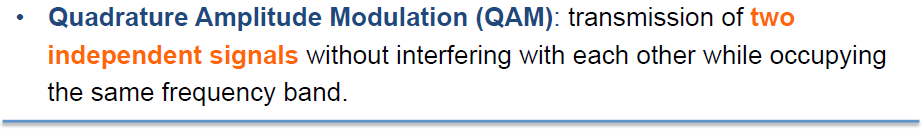 • Quadrature Amplitude Modulation (QAM): transmission of two
independent signals without interfering with each other while occupying
the same frequency band.